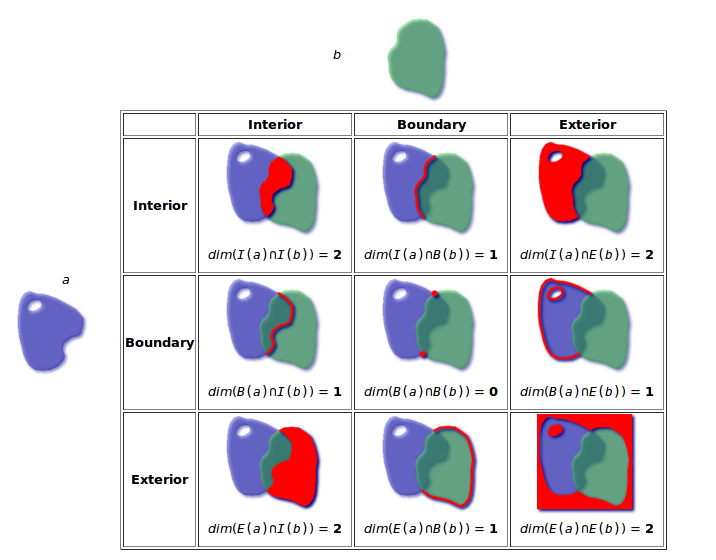 b
Interior Boundary Exterior
Interior
dim(I(a)∩I(b)) = 2 dim(I(a)∩B(b)) = 1 dim(I(a)∩E(b)) = 2
a
Boundary
dim(B(a)∩I(b)) = 1 dim(B(a)∩B(b)) = 0 dim(B(a)∩E(b)) = 1
Exterior
dim(E(a)∩I(b)) = 2 dim(E(a)∩B(b)) = 1 dim(E(a)∩E(b)) = 2